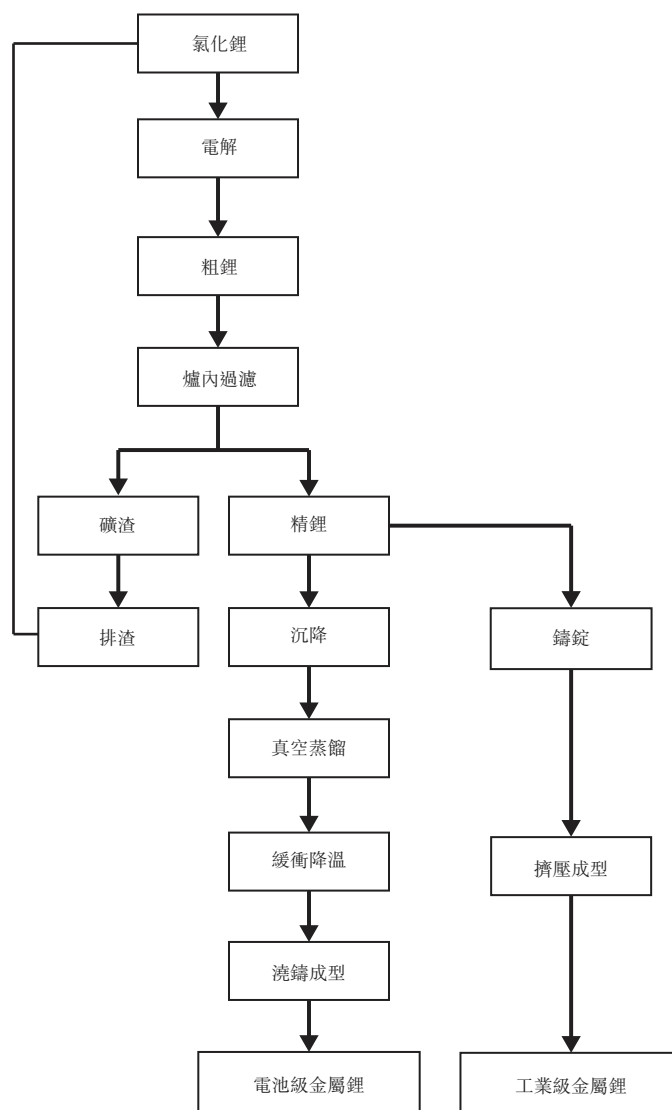 氯化鋰
電解
粗鋰
爐內過濾
礦渣
精鋰
排渣
沉降
鑄錠
真空蒸餾
緩衝降溫
擠壓成型
澆鑄成型
電池級金屬鋰
工業級金屬鋰